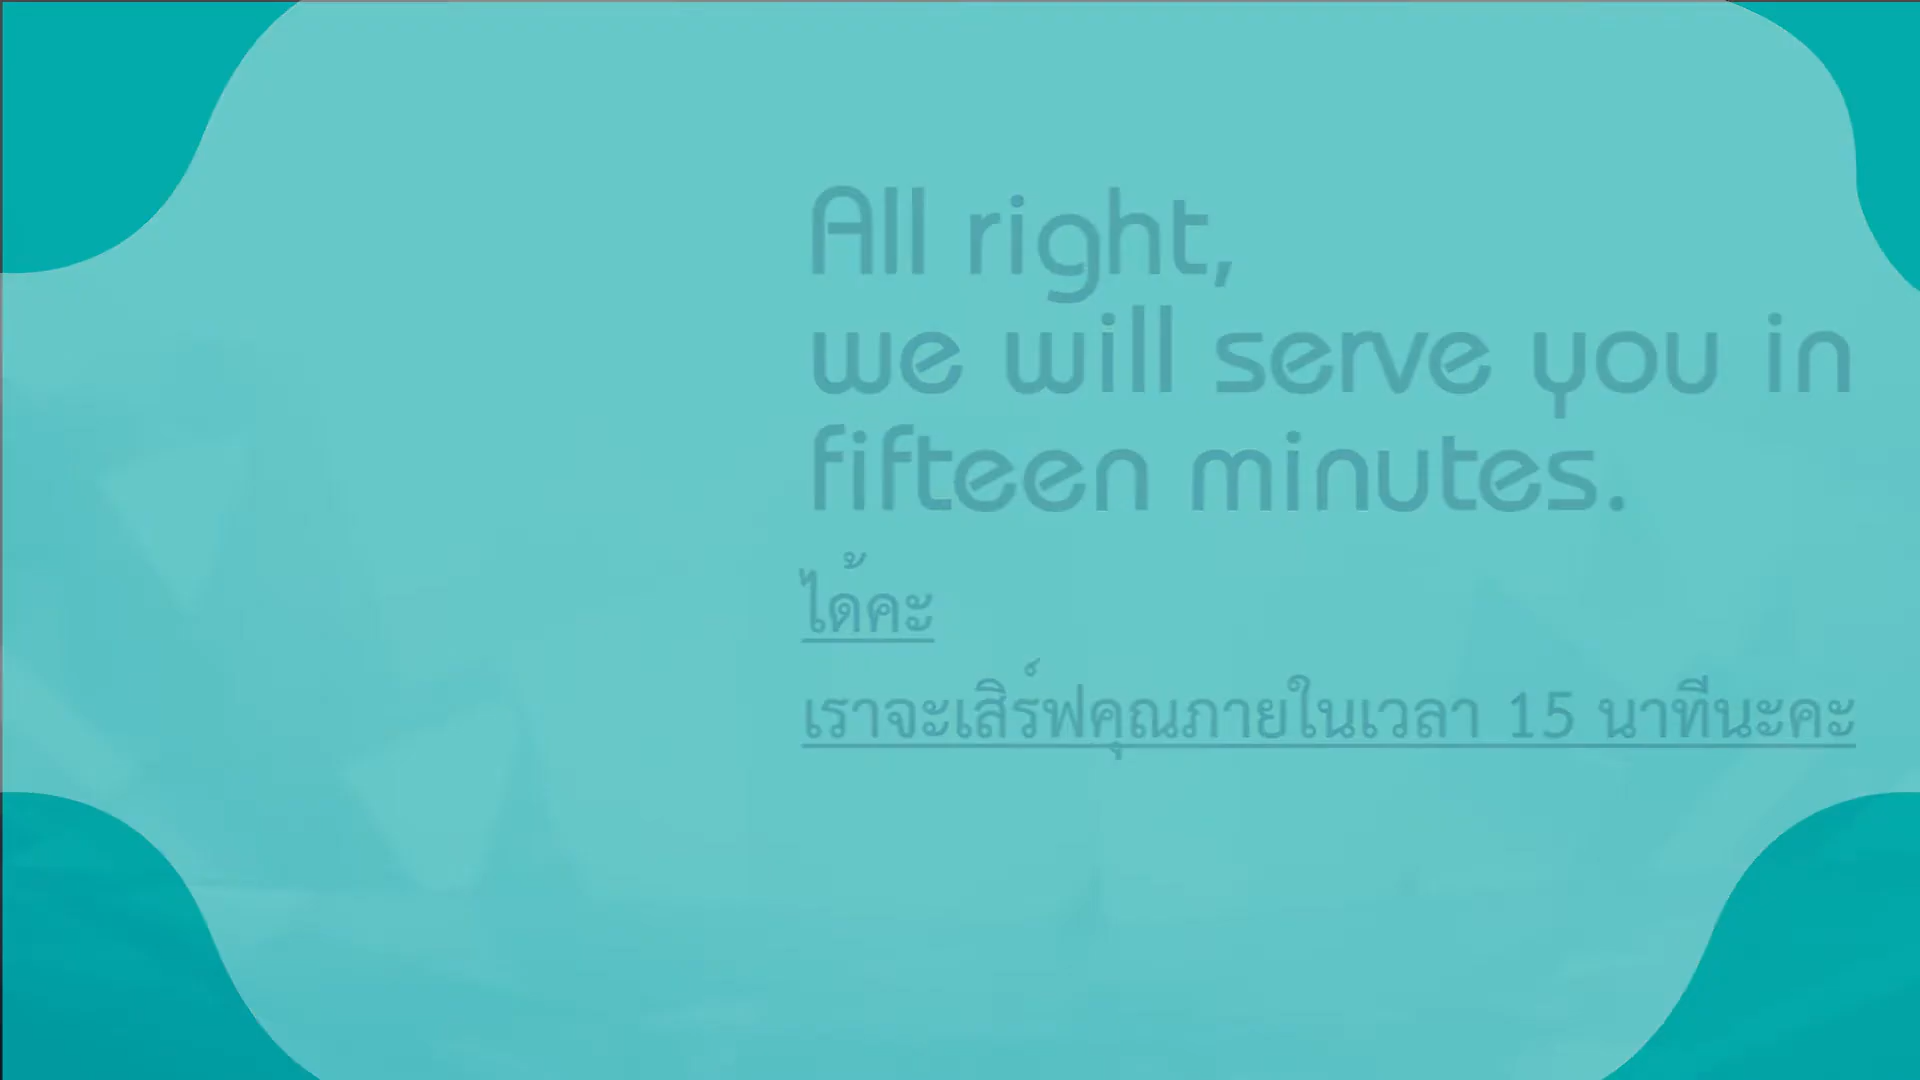 All right,
we will serve you in
fifteen minutes.
ได้คะ
เราจะเสิร์ฟคุณภายในเวลา 15 นาทีนะคะ